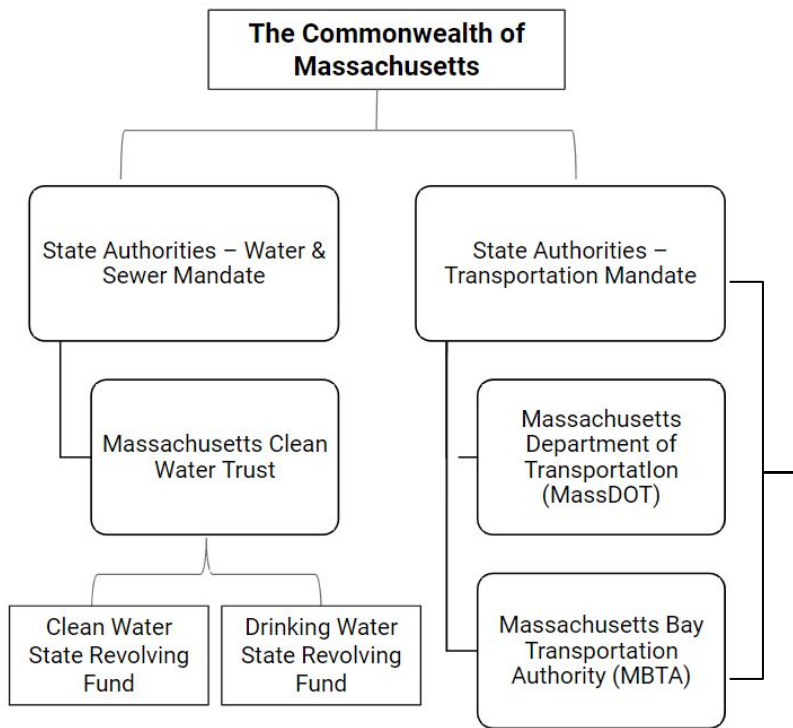 The Commonwealth of
Massachusetts
State Authorities – Water &
Sewer Mandate
State Authorities –
Transportation Mandate
Massachusetts Clean
Water Trust
Massachusetts
Department of
Transportation
(MassDOT)
Clean Water
State Revolving
Fund
Drinking Water
State Revolving
Fund
Massachusetts Bay
Transportation
Authority (MBTA)